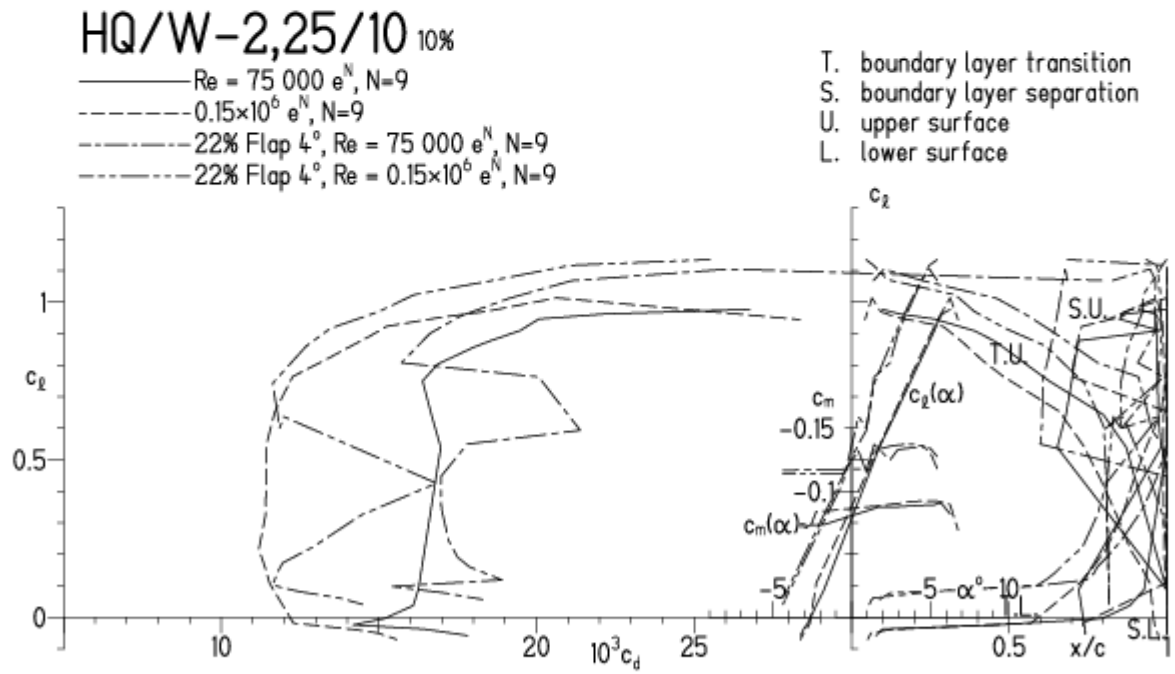 HQ/W-2,25/10 10%
Re = 75 000 e^N, N=9
0.15×10^6 e^N, N=9
22% Flap 4°, Re = 75 000 e^N, N=9
22% Flap 4°, Re = 0.15×10^6 e^N, N=9
T. boundary layer transition
S. boundary layer separation
U. upper surface
L. lower surface
c_ℓ
1
S.U.
T.U.
c_ℓ
c_m
c_ℓ(α)
-0.15
0.5
-0.1
c_m(α)
-5
5
α°
10
0
S.L.
10
20
10^3 c_d
25
0.5
x/c
1